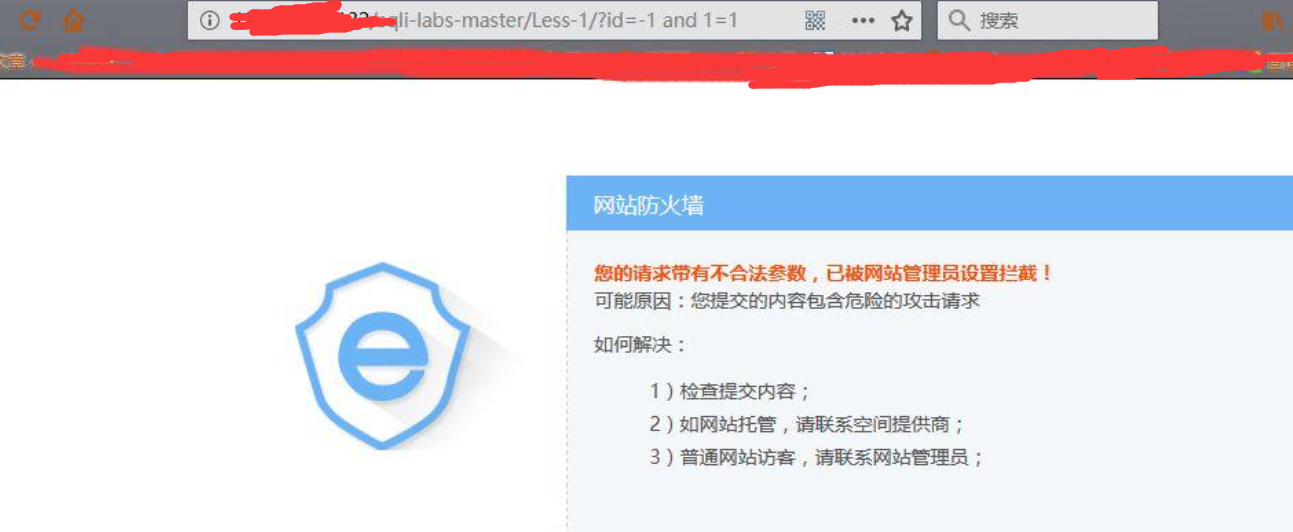 /sqli-labs-master/Less-1/?id=-1 and 1=1
搜索
网站防火墙
您的请求带有不合法参数，已被网站管理员设置拦截！
可能原因：您提交的内容包含危险的攻击请求
如何解决：
1）检查提交内容；
2）如网站托管，请联系空间提供商；
3）普通网站访客，请联系网站管理员；